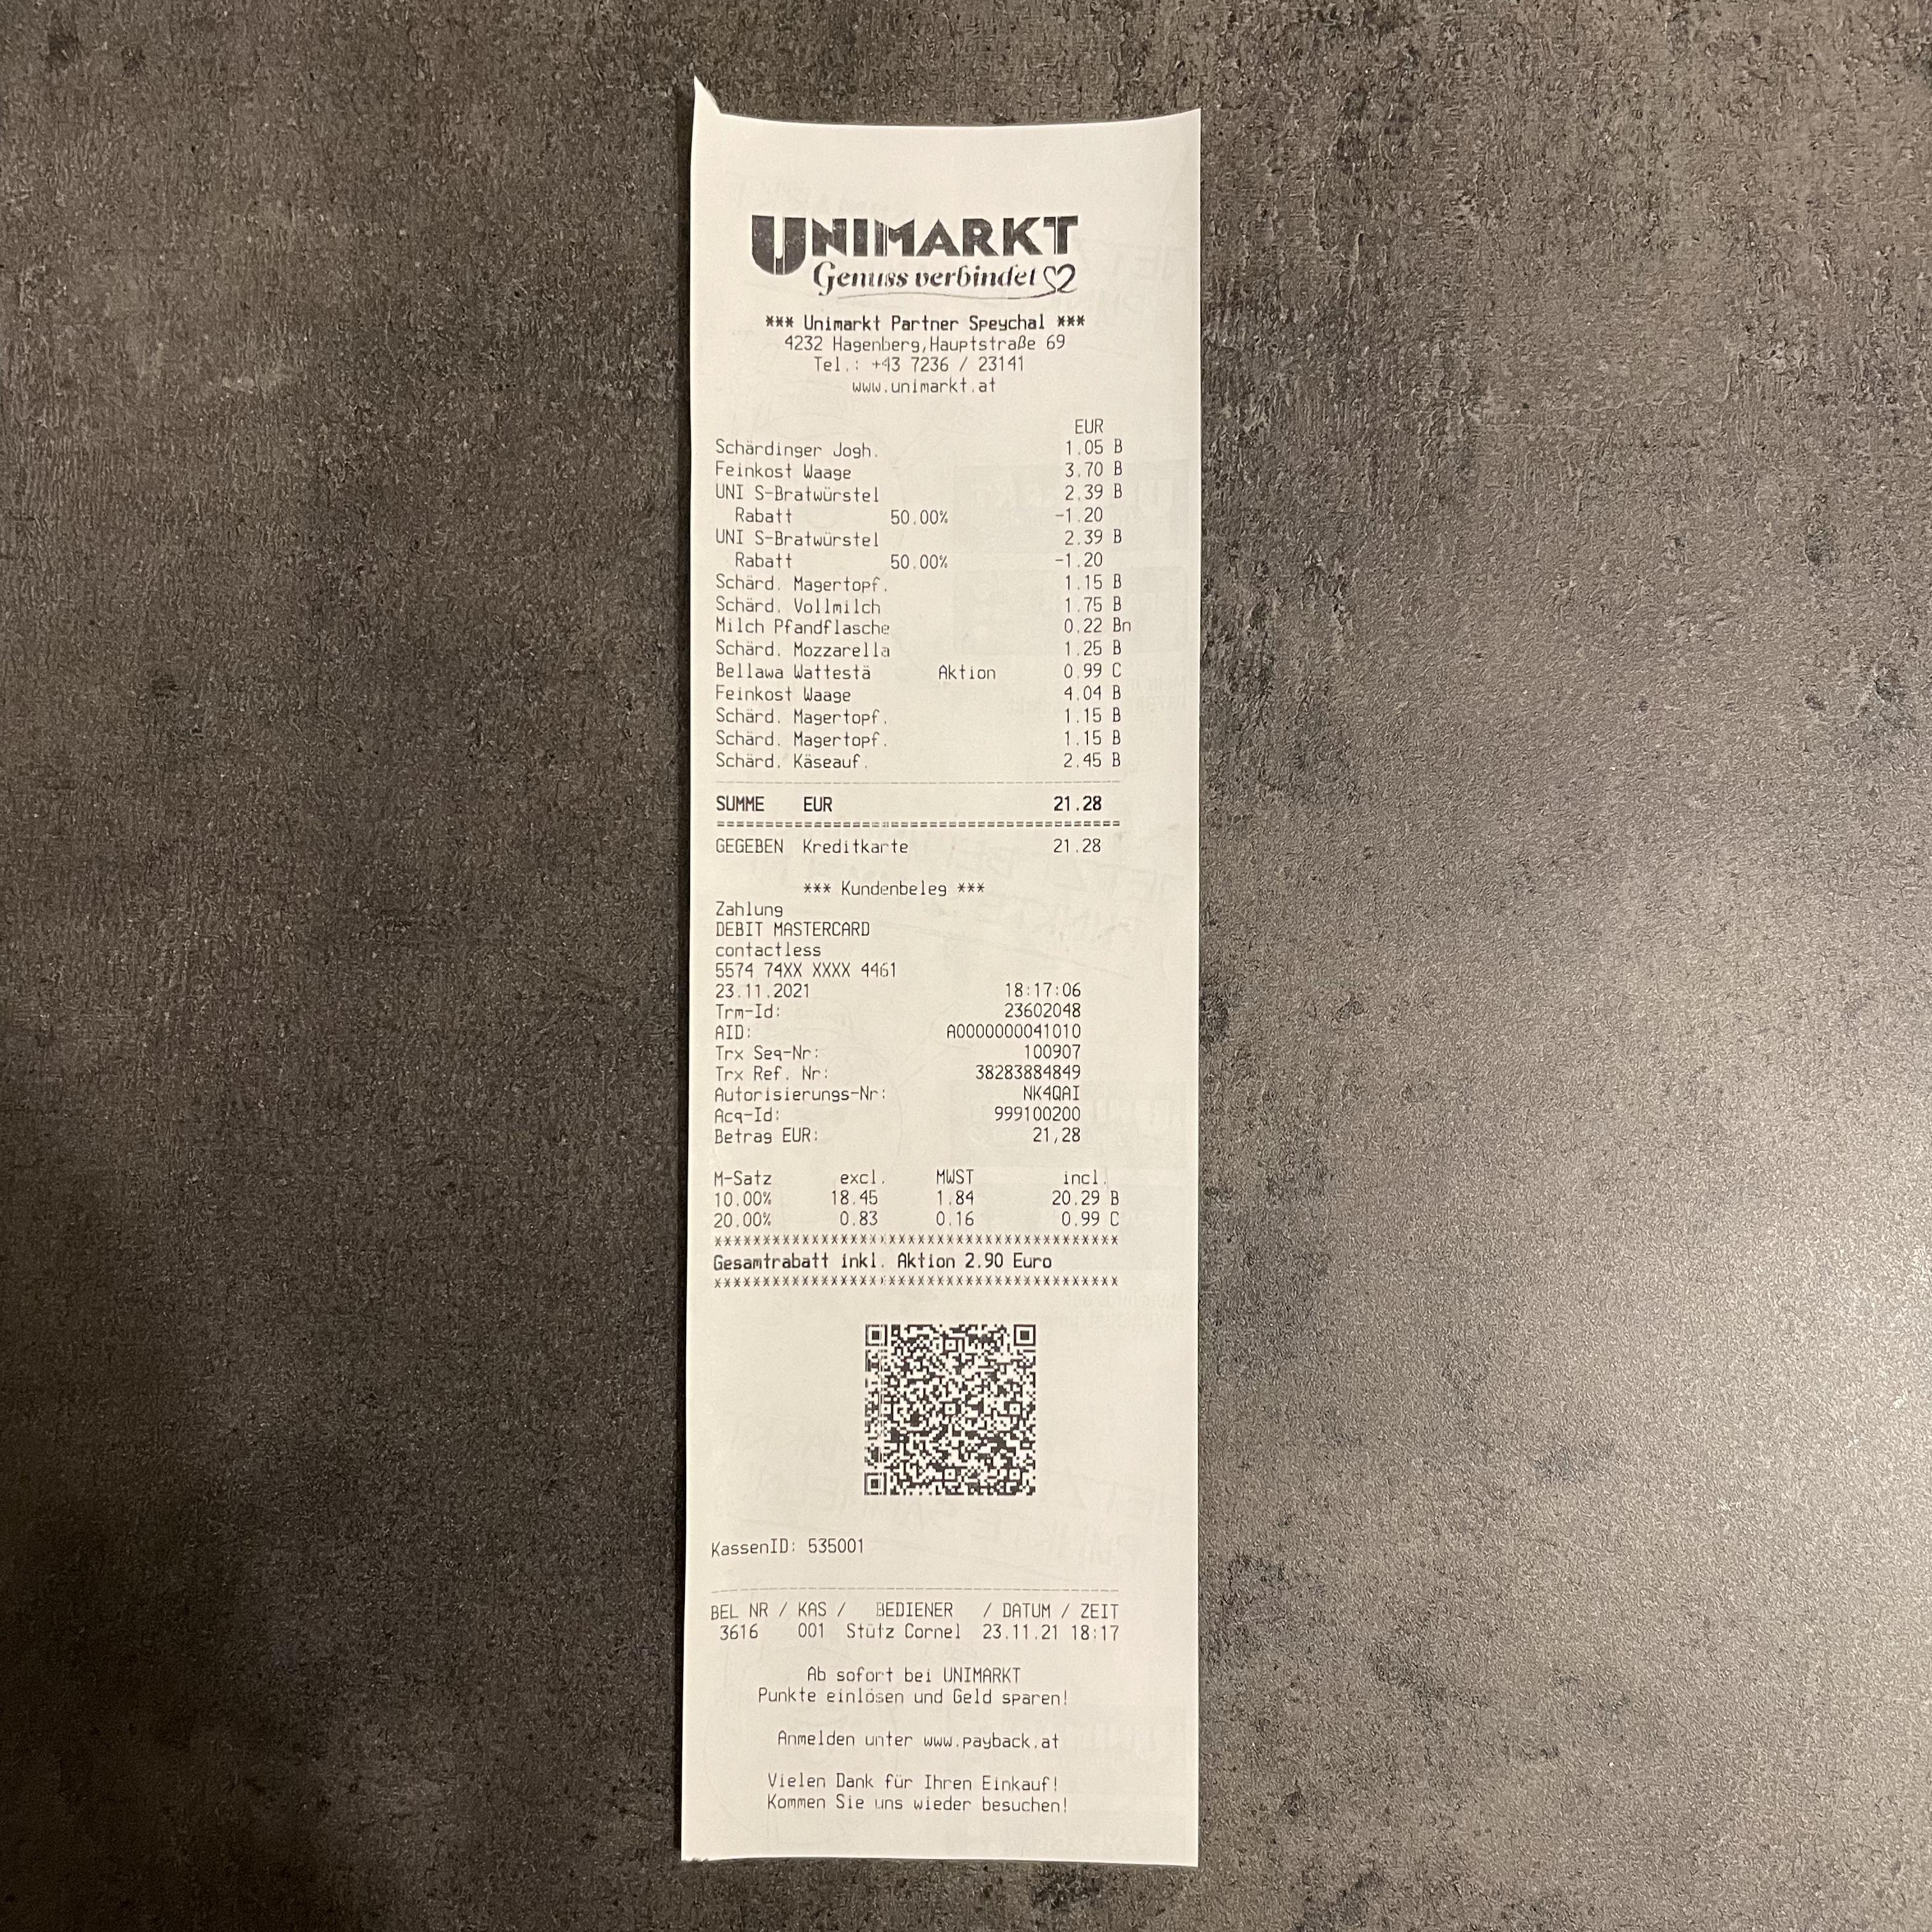 UNIMARKT
Genuss verbindet
*** Unimarkt Partner Speychal ***
4232 Hagenberg,Hauptstraße 69
Tel.: +43 7236 / 23141
www.unimarkt.at
EUR
Schärdinger Jogh. 1.05 B
Feinkost Waage 3.70 B
UNI S-Bratwürstel 2.39 B
Rabatt 50.00% -1.20
UNI S-Bratwürstel 2.39 B
Rabatt 50.00% -1.20
Schärd. Magertopf. 1.15 B
Schärd. Vollmilch 1.75 B
Milch Pfandflasche 0.22 Bn
Schärd. Mozzarella 1.25 B
Bellawa Wattestä Aktion 0.99 C
Feinkost Waage 4.04 B
Schärd. Magertopf. 1.15 B
Schärd. Magertopf. 1.15 B
Schärd. Käseauf. 2.45 B
SUMME EUR 21.28
GEGEBEN Kreditkarte 21.28
*** Kundenbeleg ***
Zahlung
DEBIT MASTERCARD
contactless
5574 74XX XXXX 4461
23.11.2021 18:17:06
Trm-Id: 23602048
AID: A0000000041010
Trx Seq-Nr: 100907
Trx Ref. Nr: 38283884849
Autorisierungs-Nr: NK4QAI
Acq-Id: 999100200
Betrag EUR: 21,28
M-Satz excl. MWST incl.
10.00% 18.45 1.84 20.29 B
20.00% 0.83 0.16 0.99 C
******************************************
Gesamtrabatt inkl. Aktion 2.90 Euro
******************************************
KassenID: 535001
BEL NR / KAS / BEDIENER / DATUM / ZEIT
3616 001 Stütz Cornel 23.11.21 18:17
Ab sofort bei UNIMARKT
Punkte einlösen und Geld sparen!
Anmelden unter www.payback.at
Vielen Dank für Ihren Einkauf!
Kommen Sie uns wieder besuchen!